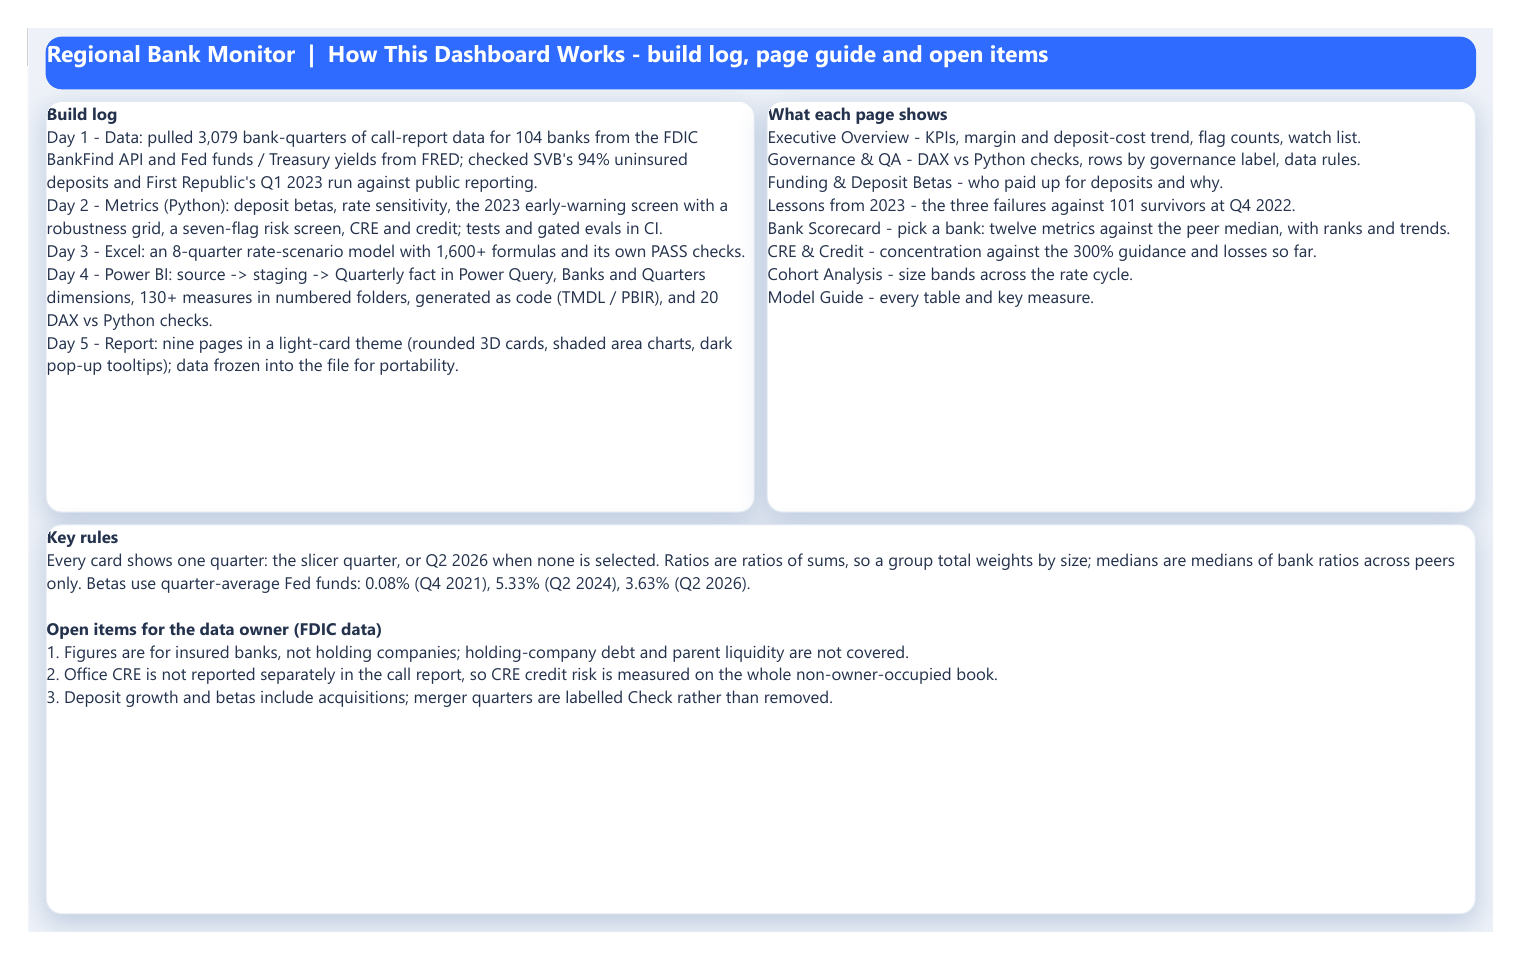 Regional Bank Monitor | How This Dashboard Works - build log, page guide and open items
Build log
Day 1 - Data: pulled 3,079 bank-quarters of call-report data for 104 banks from the FDIC
BankFind API and Fed funds / Treasury yields from FRED; checked SVB's 94% uninsured
deposits and First Republic's Q1 2023 run against public reporting.
Day 2 - Metrics (Python): deposit betas, rate sensitivity, the 2023 early-warning screen with a
robustness grid, a seven-flag risk screen, CRE and credit; tests and gated evals in CI.
Day 3 - Excel: an 8-quarter rate-scenario model with 1,600+ formulas and its own PASS checks.
Day 4 - Power BI: source -> staging -> Quarterly fact in Power Query, Banks and Quarters
dimensions, 130+ measures in numbered folders, generated as code (TMDL / PBIR), and 20
DAX vs Python checks.
Day 5 - Report: nine pages in a light-card theme (rounded 3D cards, shaded area charts, dark
pop-up tooltips); data frozen into the file for portability.
What each page shows
Executive Overview - KPIs, margin and deposit-cost trend, flag counts, watch list.
Governance & QA - DAX vs Python checks, rows by governance label, data rules.
Funding & Deposit Betas - who paid up for deposits and why.
Lessons from 2023 - the three failures against 101 survivors at Q4 2022.
Bank Scorecard - pick a bank: twelve metrics against the peer median, with ranks and trends.
CRE & Credit - concentration against the 300% guidance and losses so far.
Cohort Analysis - size bands across the rate cycle.
Model Guide - every table and key measure.
Key rules
Every card shows one quarter: the slicer quarter, or Q2 2026 when none is selected. Ratios are ratios of sums, so a group total weights by size; medians are medians of bank ratios across peers
only. Betas use quarter-average Fed funds: 0.08% (Q4 2021), 5.33% (Q2 2024), 3.63% (Q2 2026).
Open items for the data owner (FDIC data)
1. Figures are for insured banks, not holding companies; holding-company debt and parent liquidity are not covered.
2. Office CRE is not reported separately in the call report, so CRE credit risk is measured on the whole non-owner-occupied book.
3. Deposit growth and betas include acquisitions; merger quarters are labelled Check rather than removed.